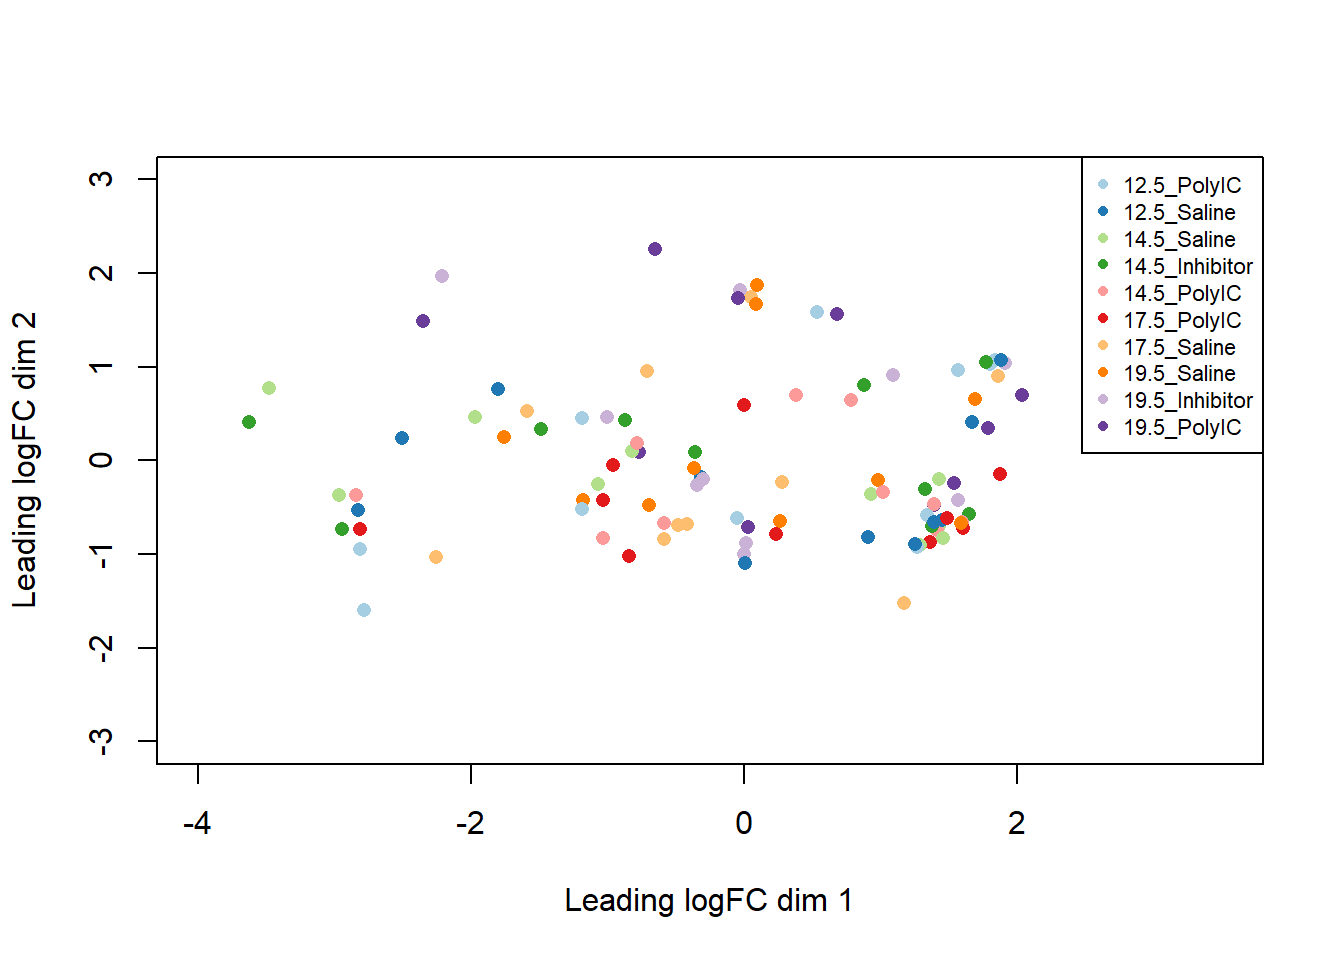 12.5_PolyIC
12.5_Saline
14.5_Saline
14.5_Inhibitor
14.5_PolyIC
17.5_PolyIC
17.5_Saline
19.5_Saline
19.5_Inhibitor
19.5_PolyIC
Leading logFC dim 2
3
2
1
0
-1
-2
-3
-4
-2
0
2
Leading logFC dim 1